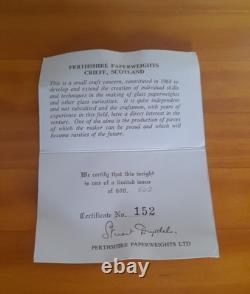 PERTHSHIRE PAPERWEIGHTS
CRIEFF, SCOTLAND
This is a small craft concern, constituted in 1968 to
develop and extend the creation of individual skills
and techniques in the making of glass paperweights
and other glass curiosities. It is quite independent
and not subsidised and the craftsmen, with years of
experience in this field, have a direct interest in the
venture. One of the aims is the production of pieces
of which the maker can be proud and which will
become rarities of the future.
We certify that this weight
is one of a limited issue
of 600.
Certificate No. 152
Stuart Drysdale.
PERTHSHIRE PAPERWEIGHTS LTD